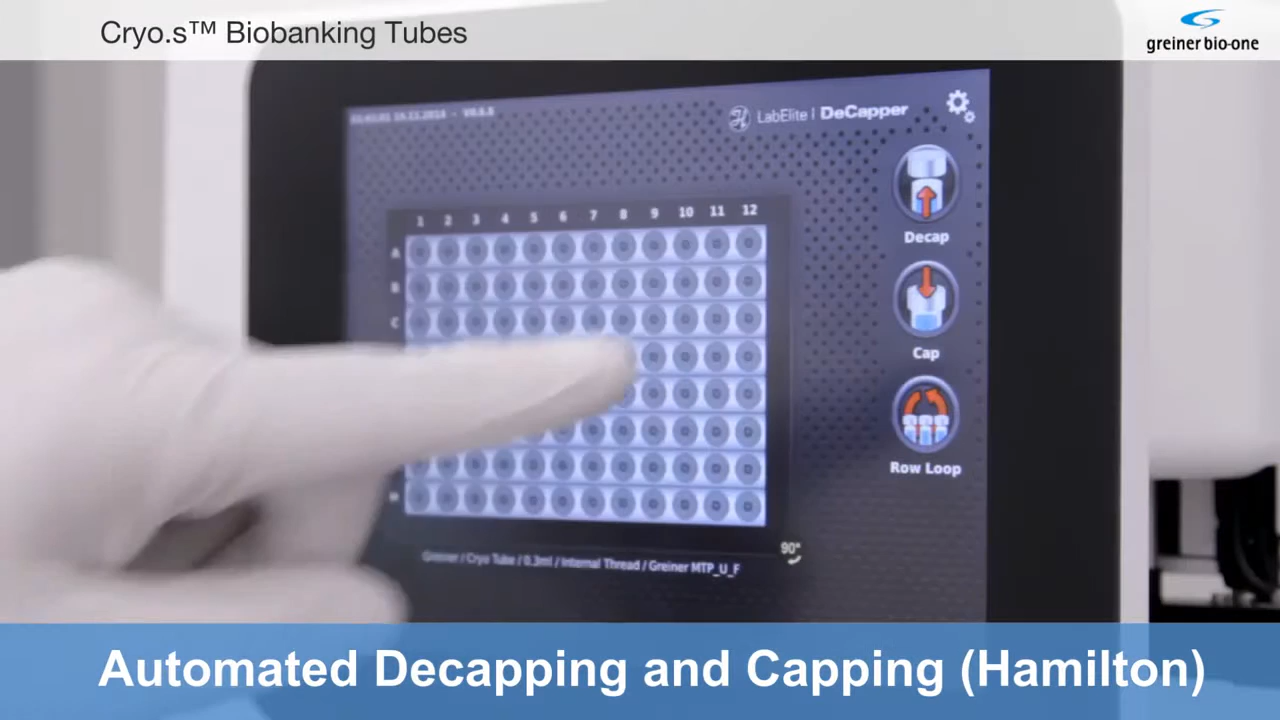 Cryo.s™ Biobanking Tubes
greiner bio-one
LabElite | DeCapper
1 2 3 4 5 6 7 8 9 10 11 12
A
B
C
H
Decap
Cap
Row Loop
90°
Greiner / Cryo Tube / 0.3ml / Internal Thread / Greiner MTP_U_F
Automated Decapping and Capping (Hamilton)